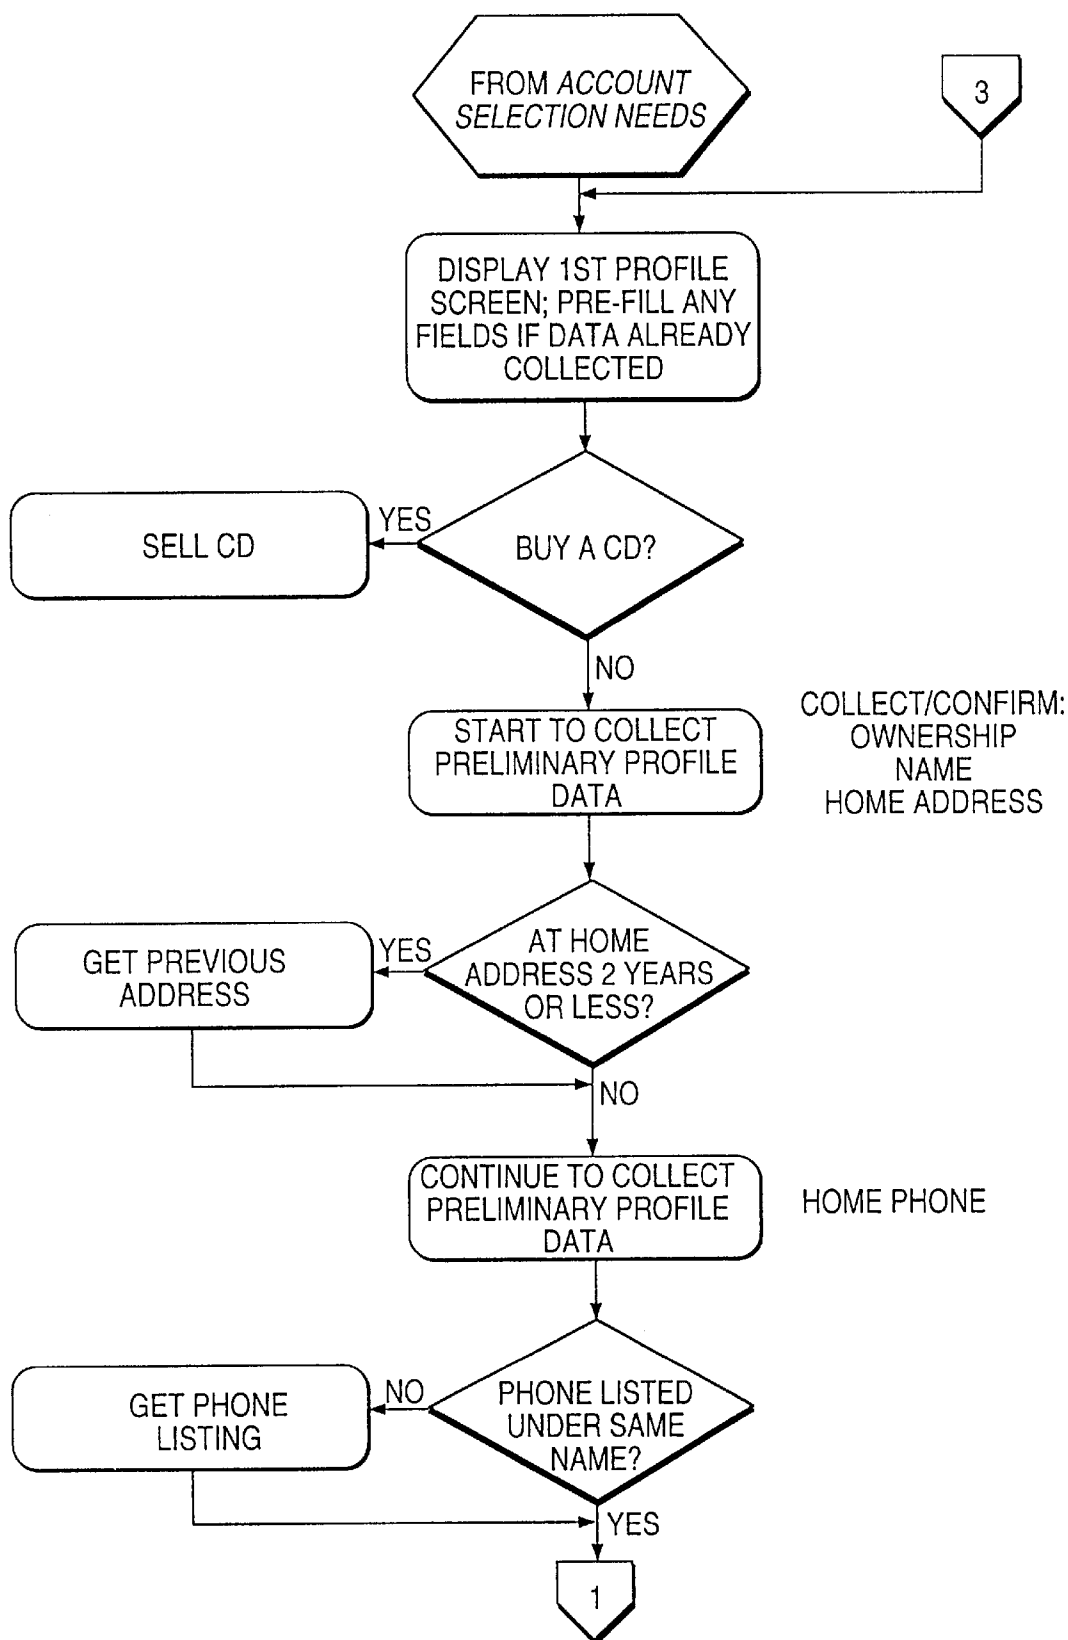 FROM ACCOUNT
SELECTION NEEDS
3
DISPLAY 1ST PROFILE
SCREEN; PRE-FILL ANY
FIELDS IF DATA ALREADY
COLLECTED
YES
SELL CD
BUY A CD?
NO
START TO COLLECT
PRELIMINARY PROFILE
DATA
COLLECT/CONFIRM:
OWNERSHIP
NAME
HOME ADDRESS
AT HOME
ADDRESS 2 YEARS
OR LESS?
YES
GET PREVIOUS
ADDRESS
NO
CONTINUE TO COLLECT
PRELIMINARY PROFILE
DATA
HOME PHONE
PHONE LISTED
UNDER SAME
NAME?
NO
GET PHONE
LISTING
YES
1